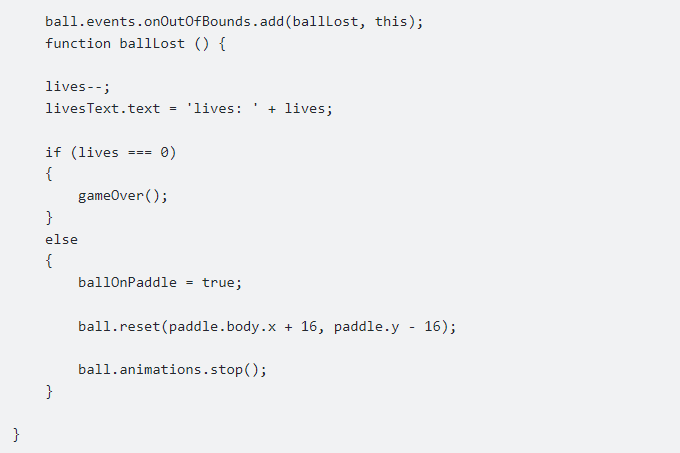 ball.events.onOutOfBounds.add(ballLost, this);
function ballLost () {
lives--;
livesText.text = 'lives: ' + lives;
if (lives === 0)
{
gameOver();
}
else
{
ballOnPaddle = true;
ball.reset(paddle.body.x + 16, paddle.y - 16);
ball.animations.stop();
}
}